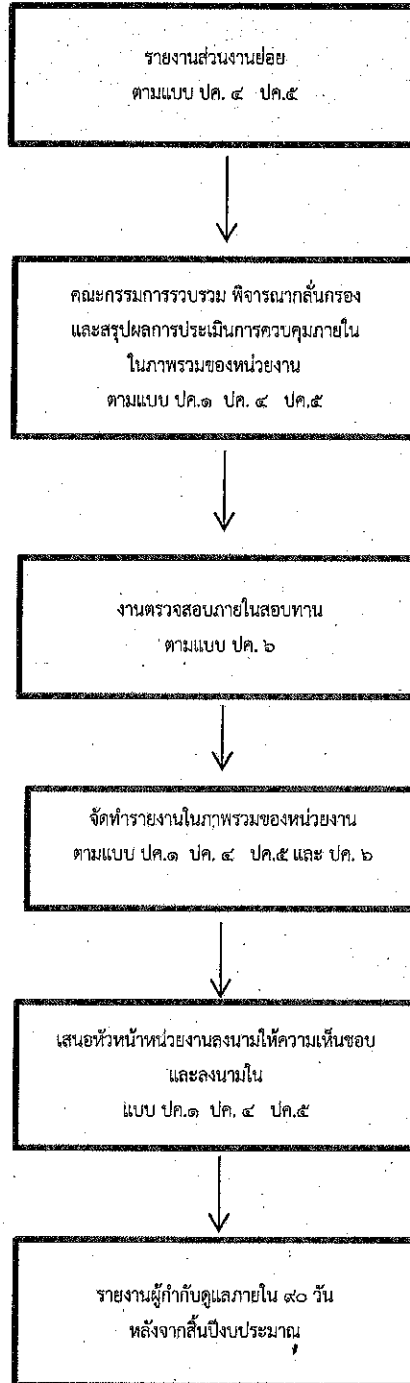 รายงานส่วนงานย่อย
ตามแบบ ปค. ๔ ปค.๕
คณะกรรมการรวบรวม พิจารณากลั่นกรอง
และสรุปผลการประเมินการควบคุมภายใน
ในภาพรวมของหน่วยงาน
ตามแบบ ปค.๑ ปค. ๔ ปค.๕
งานตรวจสอบภายในสอบทาน
ตามแบบ ปค. ๖
จัดทำรายงานในภาพรวมของหน่วยงาน
ตามแบบ ปค.๑ ปค. ๔ ปค.๕ และ ปค. ๖
เสนอหัวหน้าหน่วยงานลงนามให้ความเห็นชอบ
และลงนามใน
แบบ ปค.๑ ปค. ๔ ปค.๕
รายงานผู้กำกับดูแลภายใน ๙๐ วัน
หลังจากสิ้นปีงบประมาณ